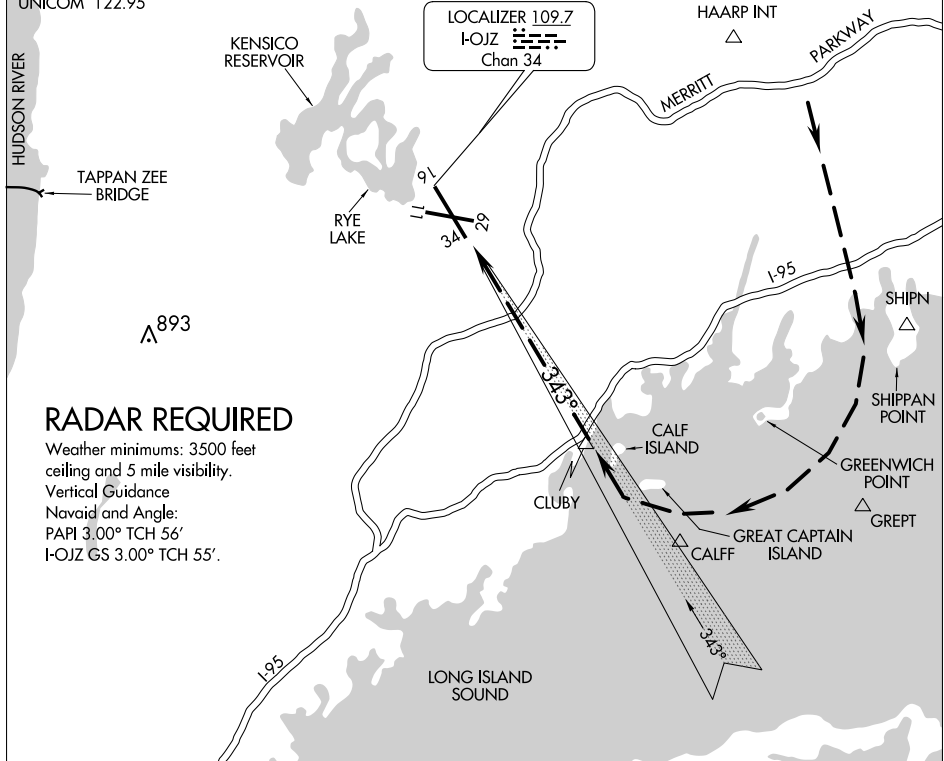 UNICOM 122.95
LOCALIZER 109.7
I-OJZ
Chan 34
HAARP INT
KENSICO
RESERVOIR
PARKWAY
MERRITT
HUDSON RIVER
TAPPAN ZEE
BRIDGE
RYE
LAKE
16
11
29
34
I-95
SHIPN
893
SHIPPAN
POINT
343°
RADAR REQUIRED
Weather minimums: 3500 feet
ceiling and 5 mile visibility.
Vertical Guidance
Navaid and Angle:
PAPI 3.00° TCH 56'
I-OJZ GS 3.00° TCH 55'.
CALF
ISLAND
GREENWICH
POINT
CLUBY
GREPT
GREAT CAPTAIN
ISLAND
CALFF
343°
I-95
LONG ISLAND
SOUND